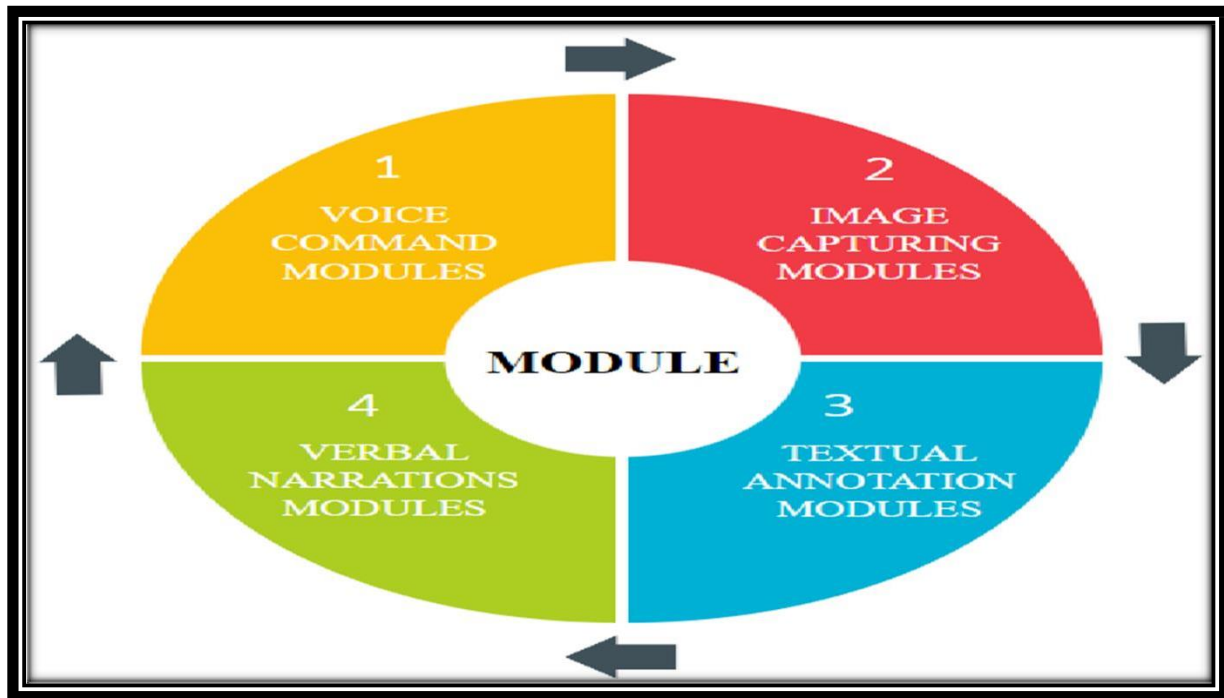 1
VOICE
COMMAND
MODULES
2
IMAGE
CAPTURING
MODULES
MODULE
4
VERBAL
NARRATIONS
MODULES
3
TEXTUAL
ANNOTATION
MODULES